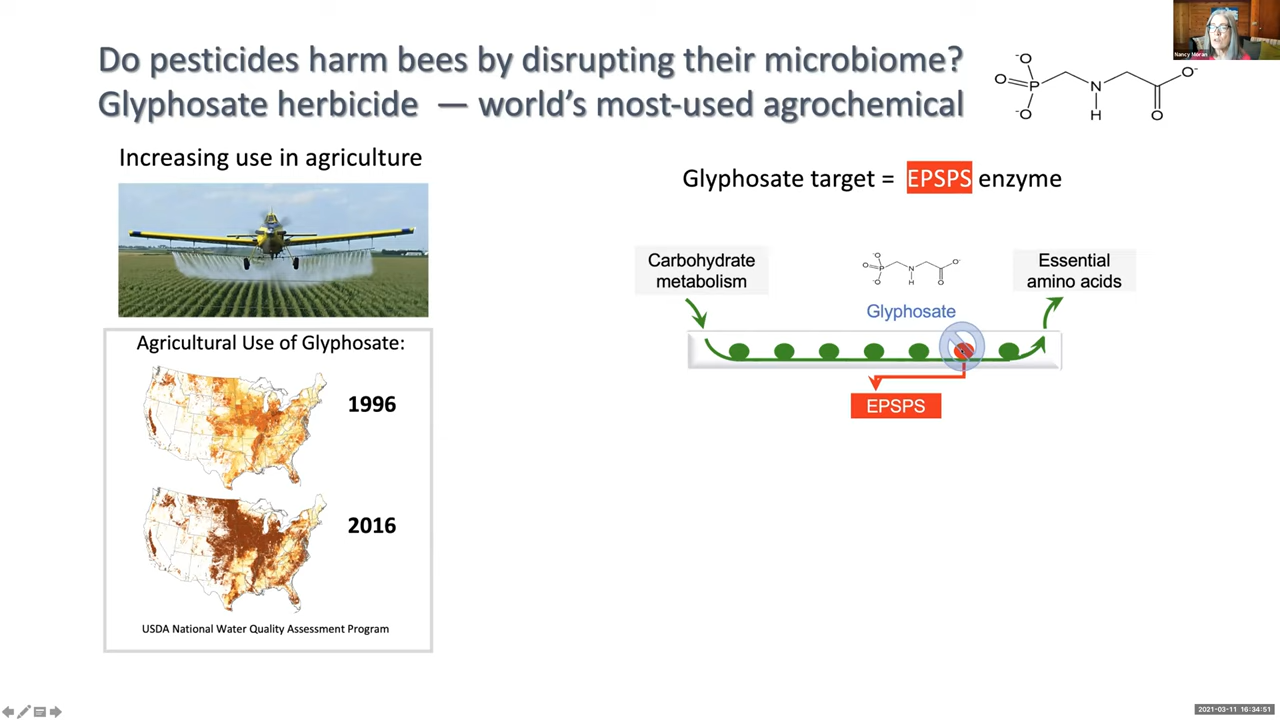 Do pesticides harm bees by disrupting their microbiome?
Glyphosate herbicide — world's most-used agrochemical
-O
O
P
-O
N
H
O-
O
Nancy Moran
Increasing use in agriculture
Glyphosate target = EPSPS enzyme
Carbohydrate
metabolism
-O
O
P
-O
N
H
O-
O
Glyphosate
Essential
amino acids
EPSPS
Agricultural Use of Glyphosate:
1996
2016
USDA National Water Quality Assessment Program
2021-03-11 16:34:51